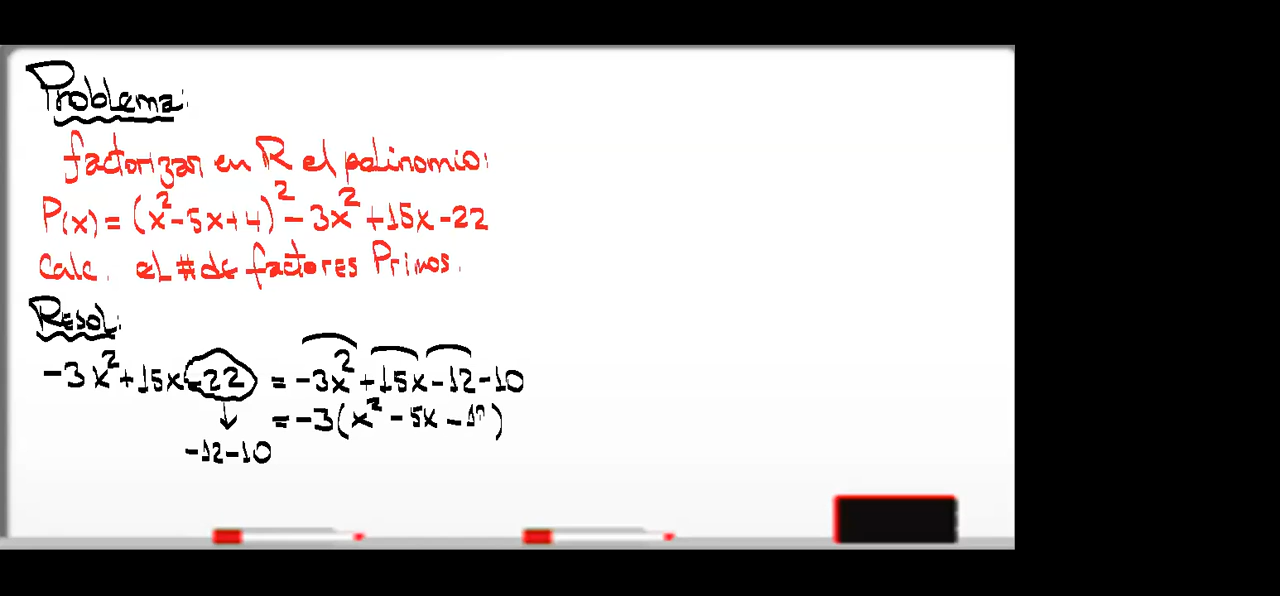 Problema:
factorizar en R el polinomio:
P(x) = (x²-5x+4)² - 3x² + 15x - 22
Calc. el # de factores Primos.
Resol:
-3x² + 15x - 22 = -3x² + 15x - 12 - 10
= -3(x² - 5x -
-12-10